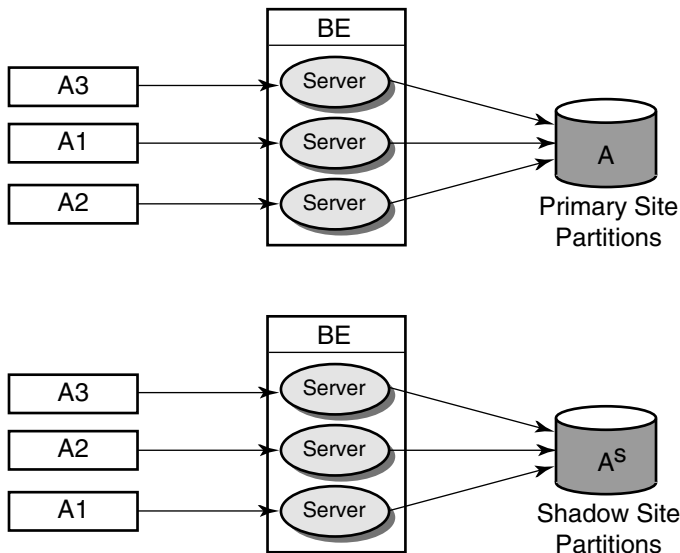 BE
A3
Server
A1
Server
A
A2
Server
Primary Site
Partitions
BE
A3
Server
A2
Server
Aˢ
A1
Server
Shadow Site
Partitions